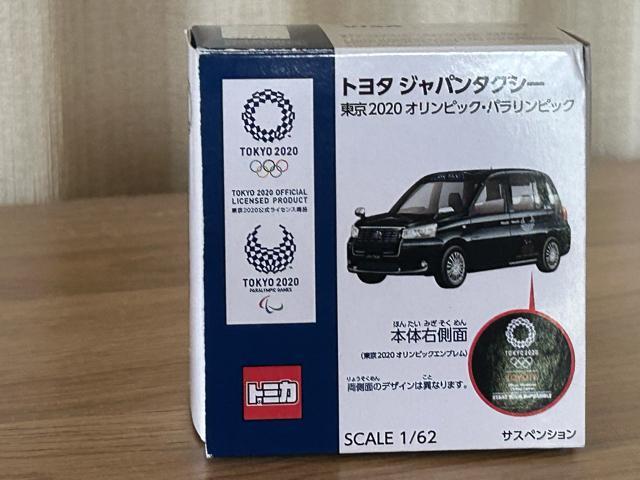 トヨタ ジャパンタクシー
東京2020 オリンピック・パラリンピック
TOKYO 2020
TOKYO 2020 OFFICIAL
LICENSED PRODUCT
東京2020公式ライセンス商品
TOKYO 2020
PARALYMPIC GAMES
トミカ
ほんたい みぎ そく めん
本体右側面
(東京2020 オリンピックエンブレム)
りょうそくめん こと
両側面のデザインは異なります。
TOKYO 2020
TOYOTA
START YOUR IMPOSSIBLE
SCALE 1/62
サスペンション